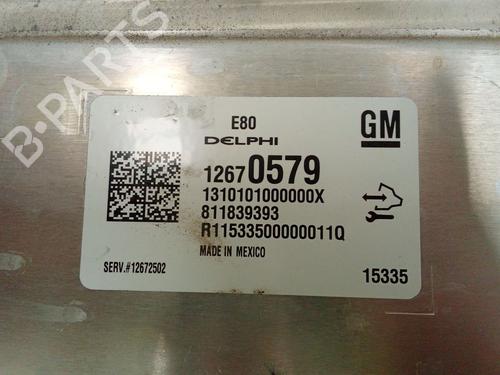 B-PARTS
E80
DELPHI
GM
12670579
1310101000000X
811839393
R11533500000011Q
MADE IN MEXICO
SERV.#12672502
15335